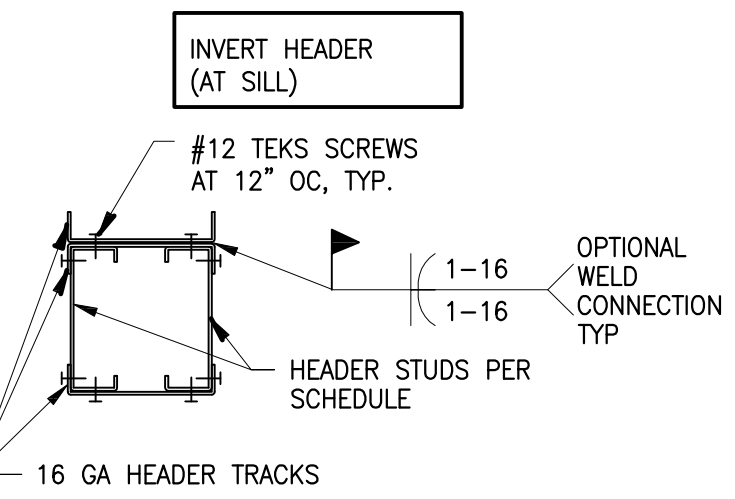 INVERT HEADER
(AT SILL)
#12 TEKS SCREWS
AT 12" OC, TYP.
1-16
1-16
OPTIONAL
WELD
CONNECTION
TYP
HEADER STUDS PER
SCHEDULE
16 GA HEADER TRACKS